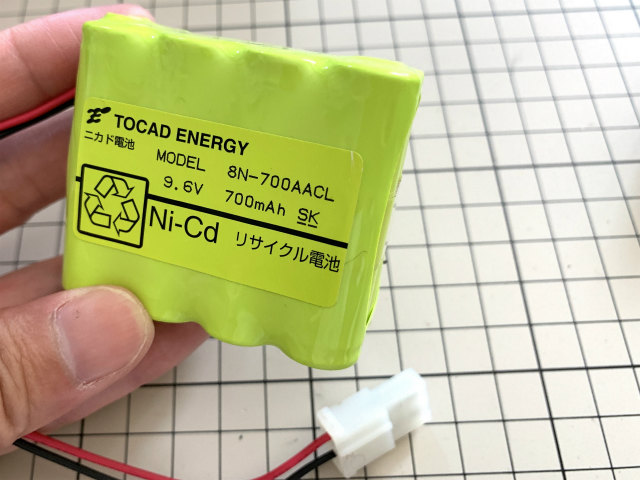 TOCAD ENERGY
ニカド電池
MODEL 8N-700AACL
9.6V 700mAh SK
Ni-Cd リサイクル電池